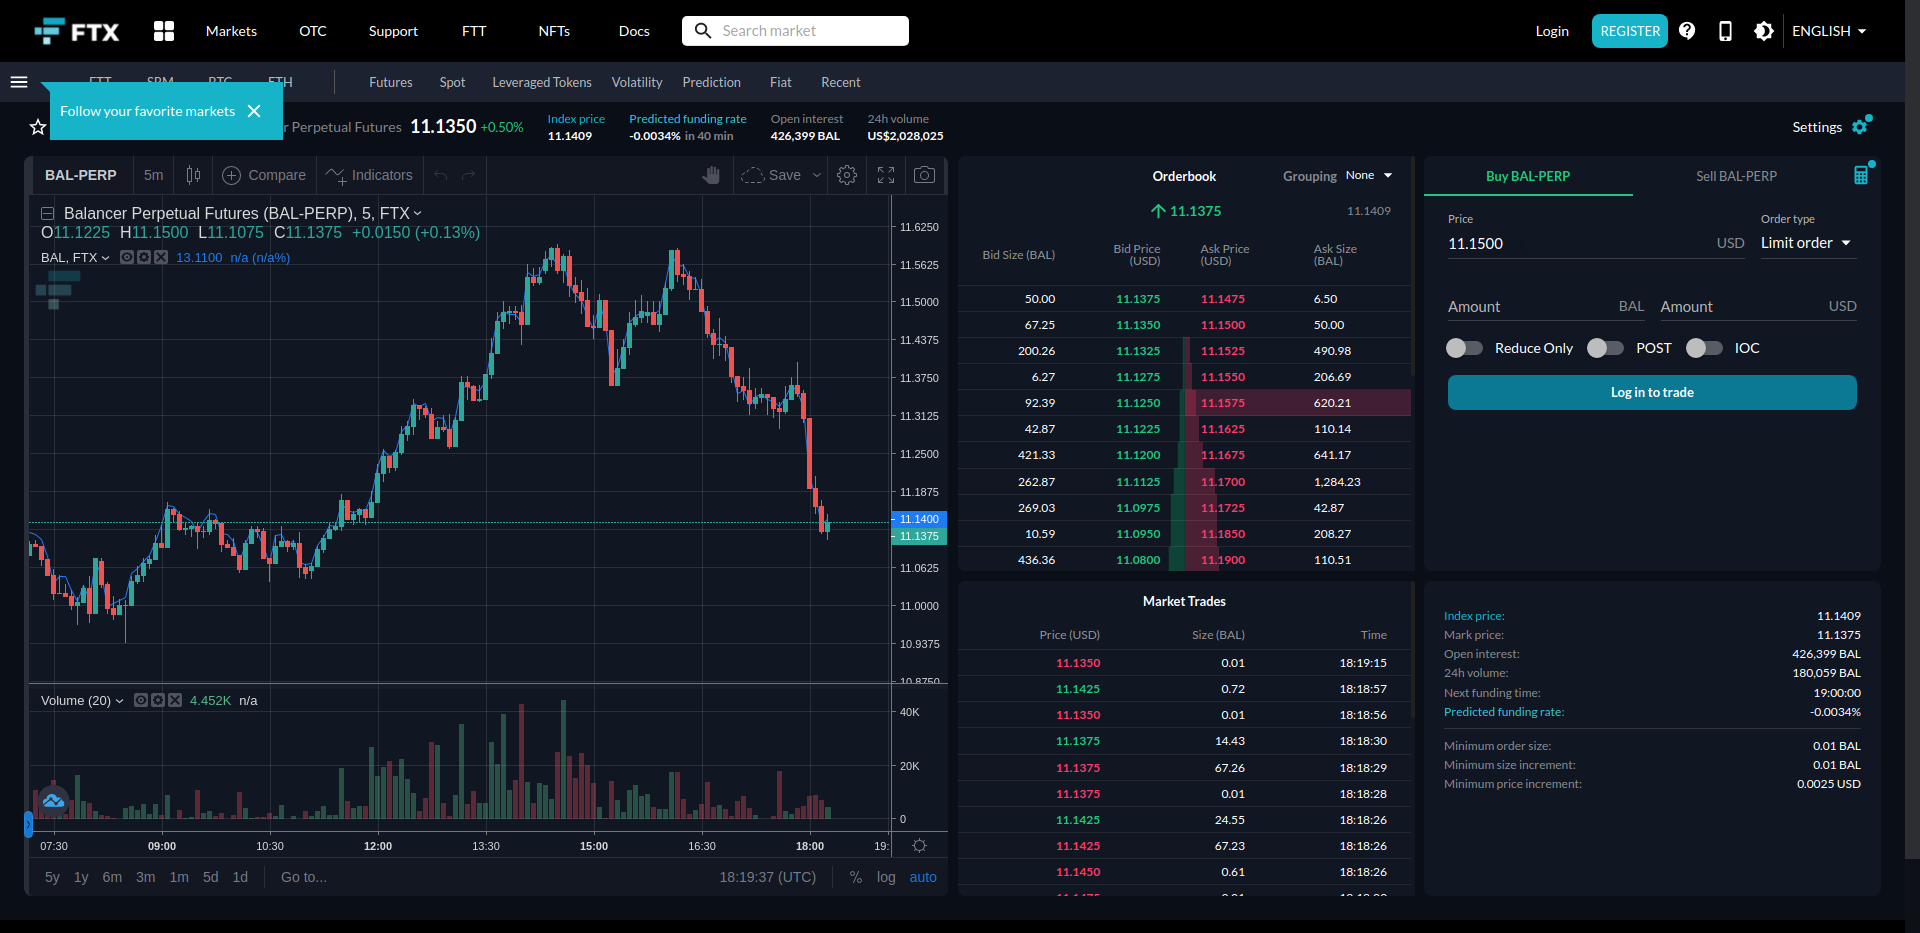 FTX
Markets
OTC
Support
FTT
NFTs
Docs
Search market
Login
REGISTER
ENGLISH
Futures
Spot
Leveraged Tokens
Volatility
Prediction
Fiat
Recent
Follow your favorite markets
r Perpetual Futures
11.1350 +0.50%
Index price
11.1409
Predicted funding rate
-0.0034% in 40 min
Open interest
426,399 BAL
24h volume
US$2,028,025
Settings
BAL-PERP
5m
Compare
Indicators
Save
Balancer Perpetual Futures (BAL-PERP), 5, FTX
O11.1225 H11.1500 L11.1075 C11.1375 +0.0150 (+0.13%)
BAL, FTX
13.1100 n/a (n/a%)
11.6250
11.5625
11.5000
11.4375
11.3750
11.3125
11.2500
11.1875
11.1400
11.1375
11.0625
11.0000
10.9375
10.8750
Volume (20)
4.452K n/a
40K
20K
0
07:30
09:00
10:30
12:00
13:30
15:00
16:30
18:00
19:
5y
1y
6m
3m
1m
5d
1d
Go to...
18:19:37 (UTC)
%
log
auto
Orderbook
Grouping
None
11.1375
11.1409
Bid Size (BAL)
Bid Price (USD)
Ask Price (USD)
Ask Size (BAL)
50.00 11.1375 11.1475 6.50
67.25 11.1350 11.1500 50.00
200.26 11.1325 11.1525 490.98
6.27 11.1275 11.1550 206.69
92.39 11.1250 11.1575 620.21
42.87 11.1225 11.1625 110.14
421.33 11.1200 11.1675 641.17
262.87 11.1125 11.1700 1,284.23
269.03 11.0975 11.1725 42.87
10.59 11.0950 11.1850 208.27
436.36 11.0800 11.1900 110.51
Market Trades
Price (USD) Size (BAL) Time
11.1350 0.01 18:19:15
11.1425 0.72 18:18:57
11.1350 0.01 18:18:56
11.1375 14.43 18:18:30
11.1375 67.26 18:18:29
11.1375 0.01 18:18:28
11.1425 24.55 18:18:26
11.1425 67.23 18:18:26
11.1450 0.61 18:18:26
Buy BAL-PERP
Sell BAL-PERP
Price
11.1500 USD
Order type
Limit order
Amount BAL
Amount USD
Reduce Only
POST
IOC
Log in to trade
Index price: 11.1409
Mark price: 11.1375
Open interest: 426,399 BAL
24h volume: 180,059 BAL
Next funding time: 19:00:00
Predicted funding rate: -0.0034%
Minimum order size: 0.01 BAL
Minimum size increment: 0.01 BAL
Minimum price increment: 0.0025 USD